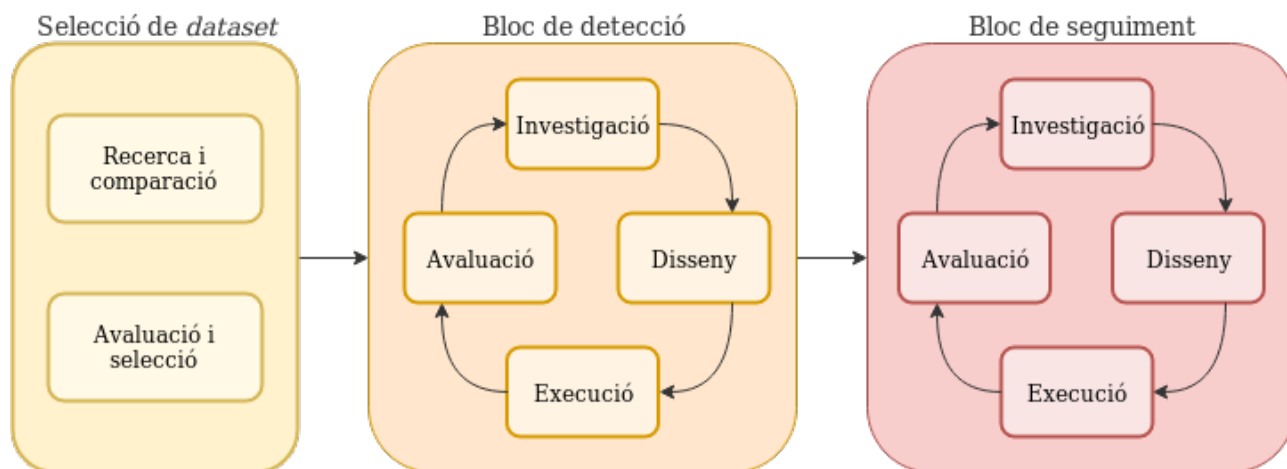 Selecció de dataset
Recerca i
comparació
Avaluació i
selecció
Bloc de detecció
Investigació
Avaluació
Disseny
Execució
Bloc de seguiment
Investigació
Avaluació
Disseny
Execució